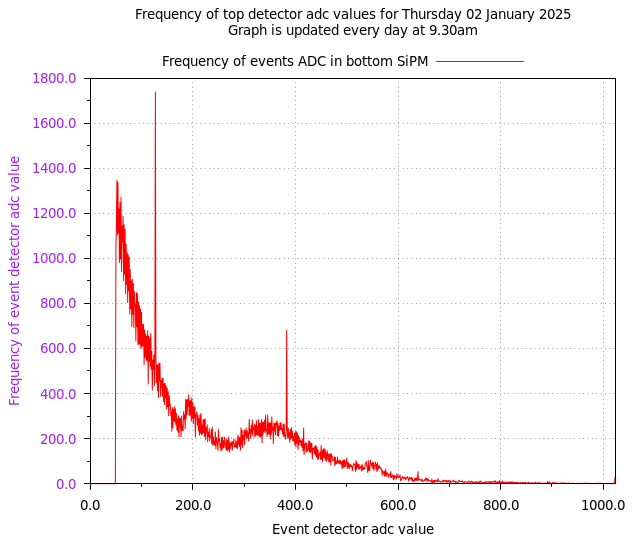 Frequency of top detector adc values for Thursday 02 January 2025
Graph is updated every day at 9.30am
Frequency of events ADC in bottom SiPM
1800.0
1600.0
1400.0
1200.0
1000.0
800.0
600.0
400.0
200.0
0.0
Frequency of event detector adc value
0.0 200.0 400.0 600.0 800.0 1000.0
Event detector adc value